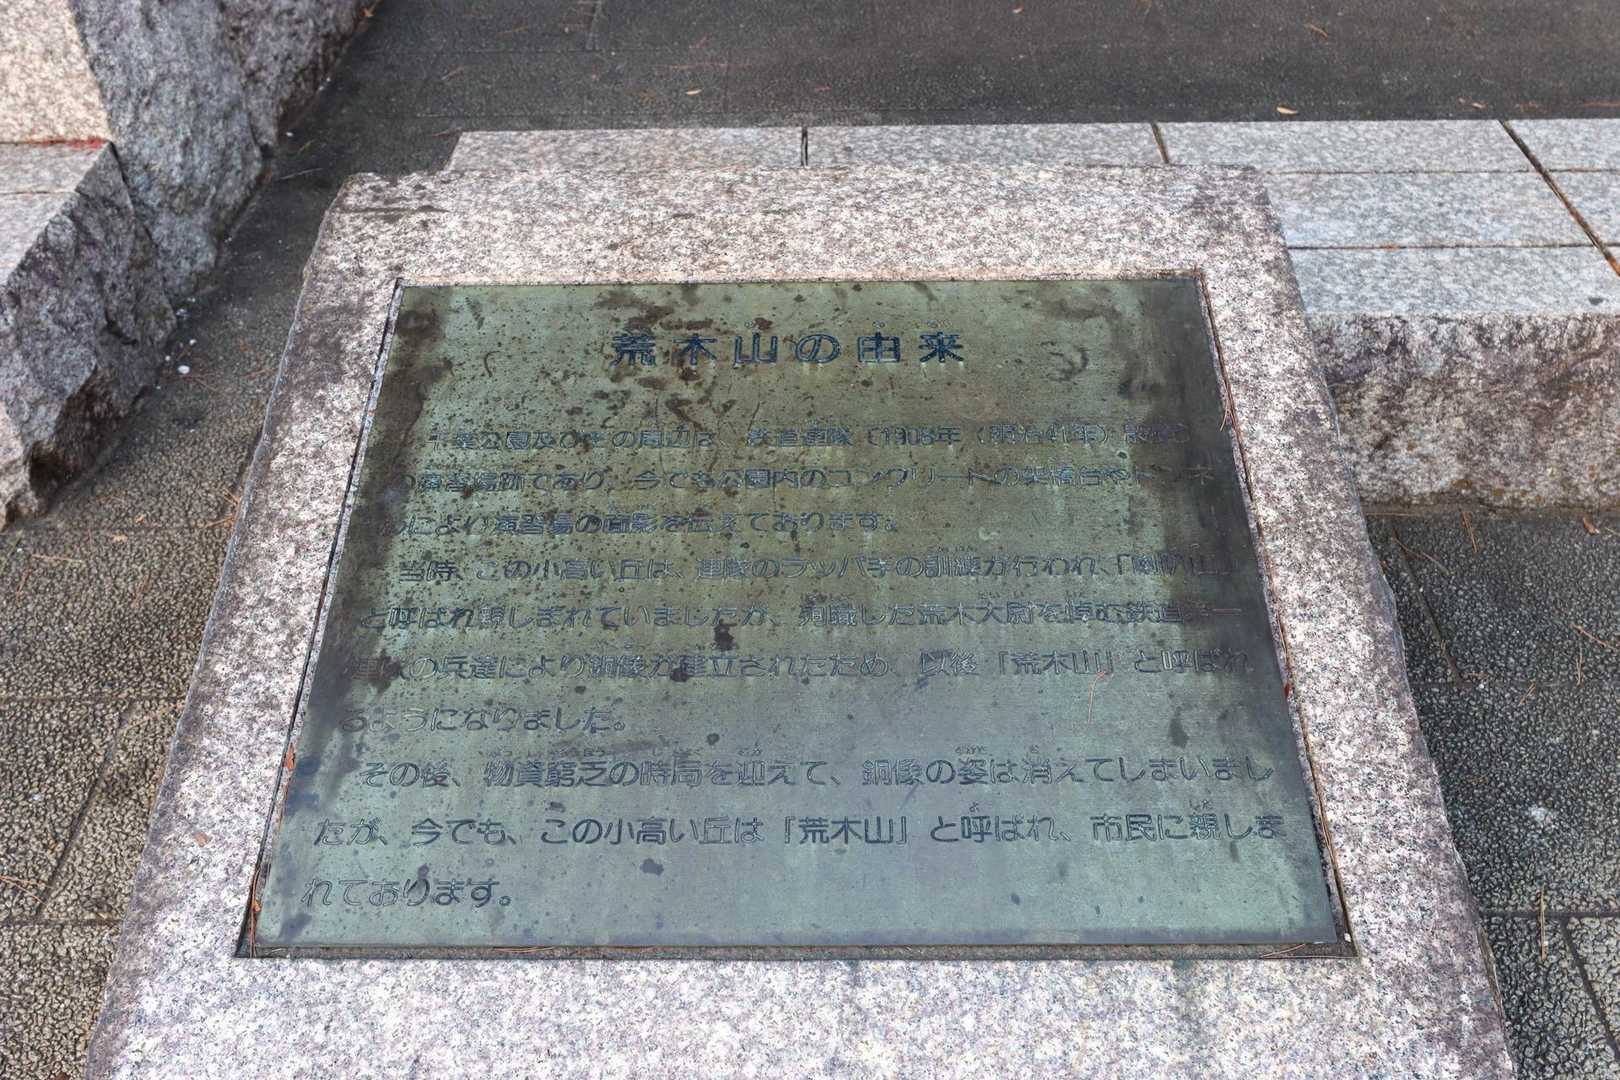 荒木山の由来
千葉公園及びその周辺は、鉄道連隊〔1908年（明治41年）設置〕
の演習場跡であり、今でも公園内のコンクリートの架橋台やトンネ
ルにより演習場の面影を伝えております。
当時、この小高い丘は、連隊のラッパ手の訓練が行われ、「喇叭山」
と呼ばれ親しまれていましたが、殉職した荒木大尉を悼む鉄道第一
連隊の兵達により銅像が建立されたため、以後「荒木山」と呼ばれ
るようになりました。
その後、物資窮乏の時局を迎えて、銅像の姿は消えてしまいまし
たが、今でも、この小高い丘は「荒木山」と呼ばれ、市民に親しま
れております。